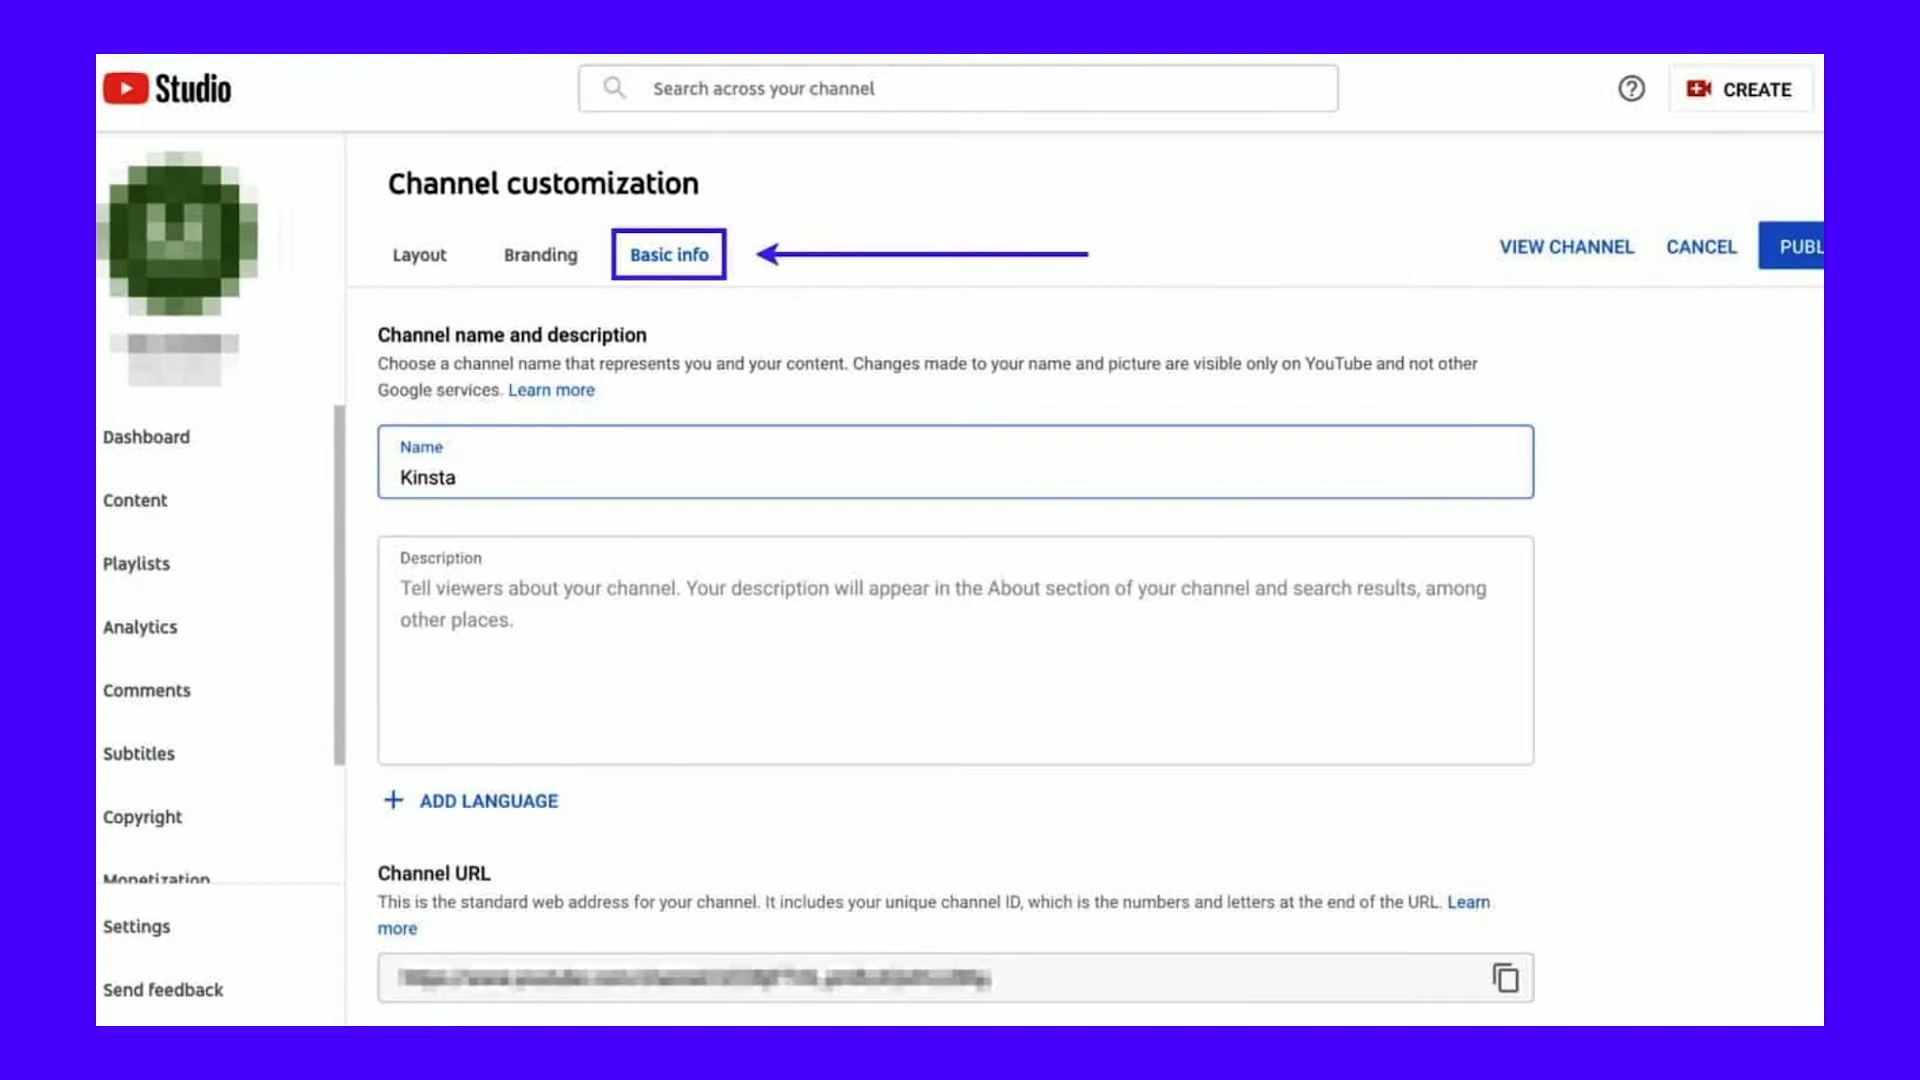 Studio
Search across your channel
CREATE
Channel customization
Layout
Branding
Basic info
VIEW CHANNEL
CANCEL
PUBL
Channel name and description
Choose a channel name that represents you and your content. Changes made to your name and picture are visible only on YouTube and not other
Google services. Learn more
Name
Kinsta
Description
Tell viewers about your channel. Your description will appear in the About section of your channel and search results, among
other places.
ADD LANGUAGE
Channel URL
This is the standard web address for your channel. It includes your unique channel ID, which is the numbers and letters at the end of the URL. Learn
more
Dashboard
Content
Playlists
Analytics
Comments
Subtitles
Copyright
Monetization
Settings
Send feedback